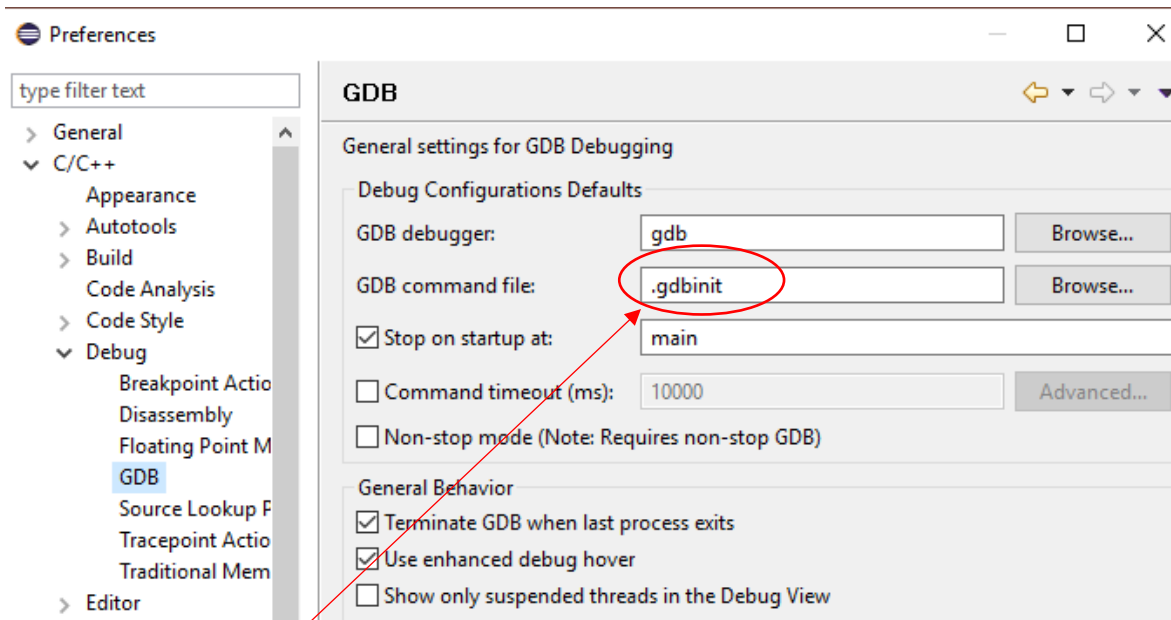 Preferences
type filter text
General
C/C++
Appearance
Autotools
Build
Code Analysis
Code Style
Debug
Breakpoint Actio
Disassembly
Floating Point M
GDB
Source Lookup P
Tracepoint Actio
Traditional Mem
Editor
GDB
General settings for GDB Debugging
Debug Configurations Defaults
GDB debugger: gdb Browse...
GDB command file: .gdbinit Browse...
Stop on startup at: main
Command timeout (ms): 10000 Advanced...
Non-stop mode (Note: Requires non-stop GDB)
General Behavior
Terminate GDB when last process exits
Use enhanced debug hover
Show only suspended threads in the Debug View